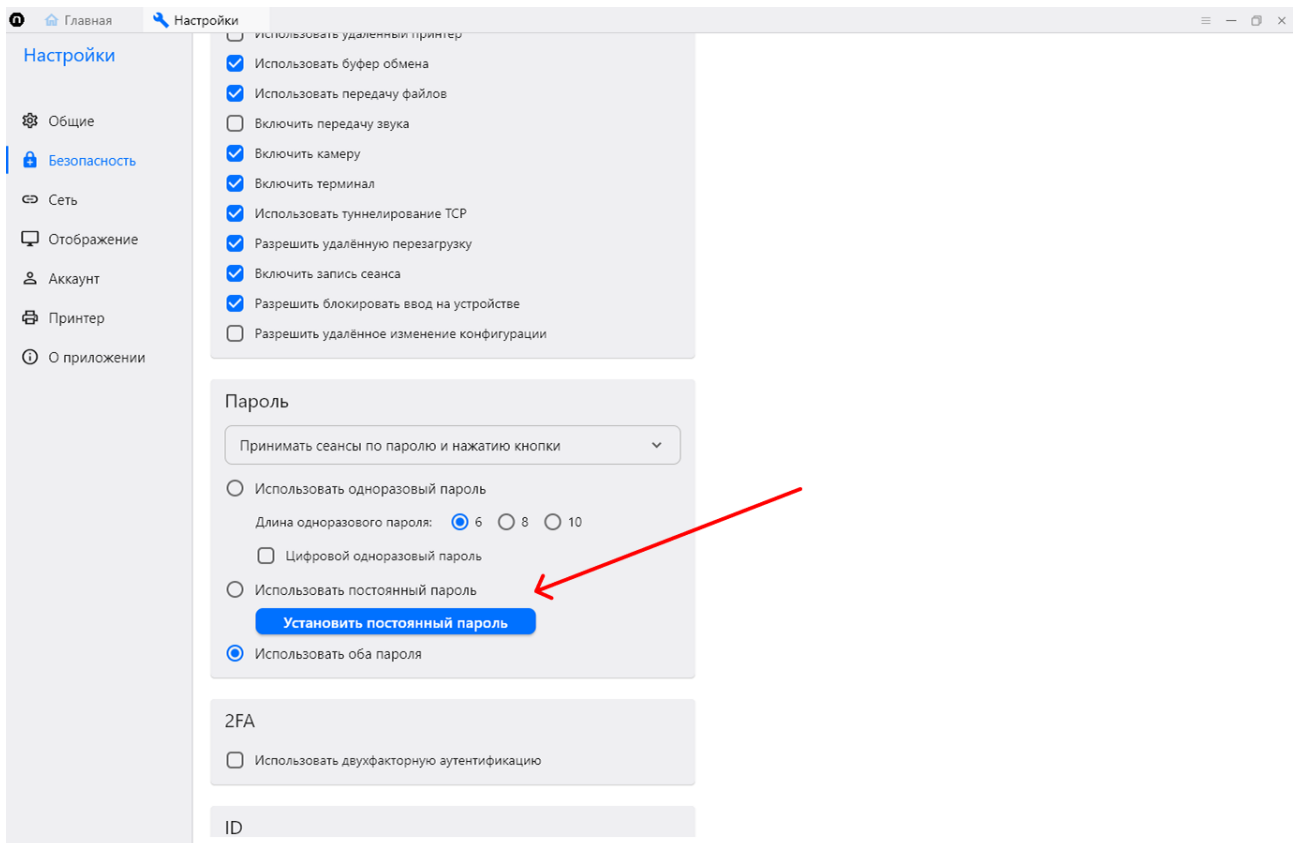 Главная
Настройки
Настройки
Общие
Безопасность
Сеть
Отображение
Аккаунт
Принтер
О приложении
Использовать удалённый принтер
Использовать буфер обмена
Использовать передачу файлов
Включить передачу звука
Включить камеру
Включить терминал
Использовать туннелирование TCP
Разрешить удалённую перезагрузку
Включить запись сеанса
Разрешить блокировать ввод на устройстве
Разрешить удалённое изменение конфигурации
Пароль
Принимать сеансы по паролю и нажатию кнопки
Использовать одноразовый пароль
Длина одноразового пароля: 6 8 10
Цифровой одноразовый пароль
Использовать постоянный пароль
Установить постоянный пароль
Использовать оба пароля
2FA
Использовать двухфакторную аутентификацию
ID